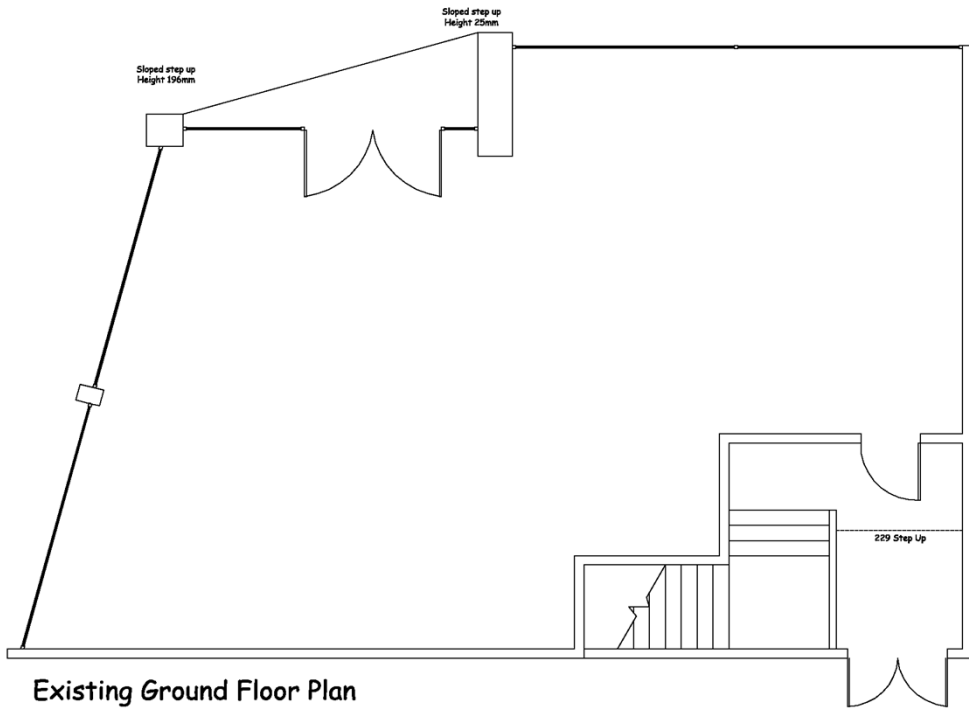 Sloped step up
Height 25mm
Sloped step up
Height 196mm
229 Step Up
Existing Ground Floor Plan